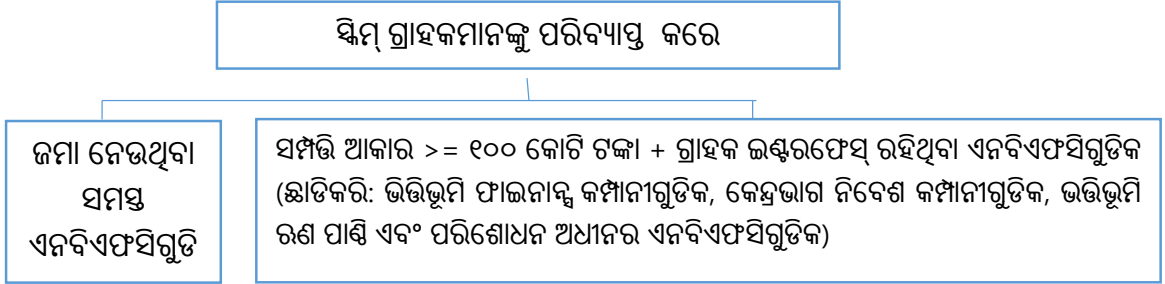 ସ୍କିମ୍ ଗ୍ରାହକମାନଙ୍କୁ ପରିବ୍ୟାପ୍ତ କରେ
ଜମା ନେଉଥିବା
ସମସ୍ତ
ଏନବିଏଫସିଗୁଡି
ସମ୍ପତ୍ତି ଆକାର >= ୧୦୦ କୋଟି ଟଙ୍କା + ଗ୍ରାହକ ଇଣ୍ଟରଫେସ୍ ରହିଥିବା ଏନବିଏଫସିଗୁଡିକ
(ଛାଡିକରି: ଭିତ୍ତିଭୂମି ଫାଇନାନ୍ସ କମ୍ପାନୀଗୁଡିକ, କେନ୍ଦ୍ରଭାଗ ନିବେଶ କମ୍ପାନୀଗୁଡିକ, ଭତ୍ତିଭୂମି
ଋଣ ପାଣ୍ଠି ଏବଂ ପରିଶୋଧନ ଅଧୀନର ଏନବିଏଫସିଗୁଡିକ)